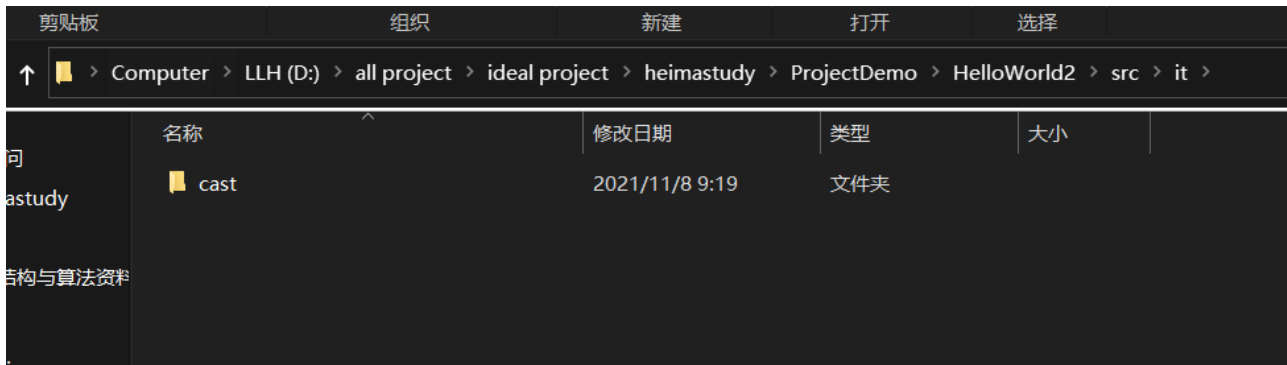 剪贴板 组织 新建 打开 选择
Computer > LLH (D:) > all project > ideal project > heimastudy > ProjectDemo > HelloWorld2 > src > it >
名称 修改日期 类型 大小
问
astudy
cast 2021/11/8 9:19 文件夹
结构与算法资料